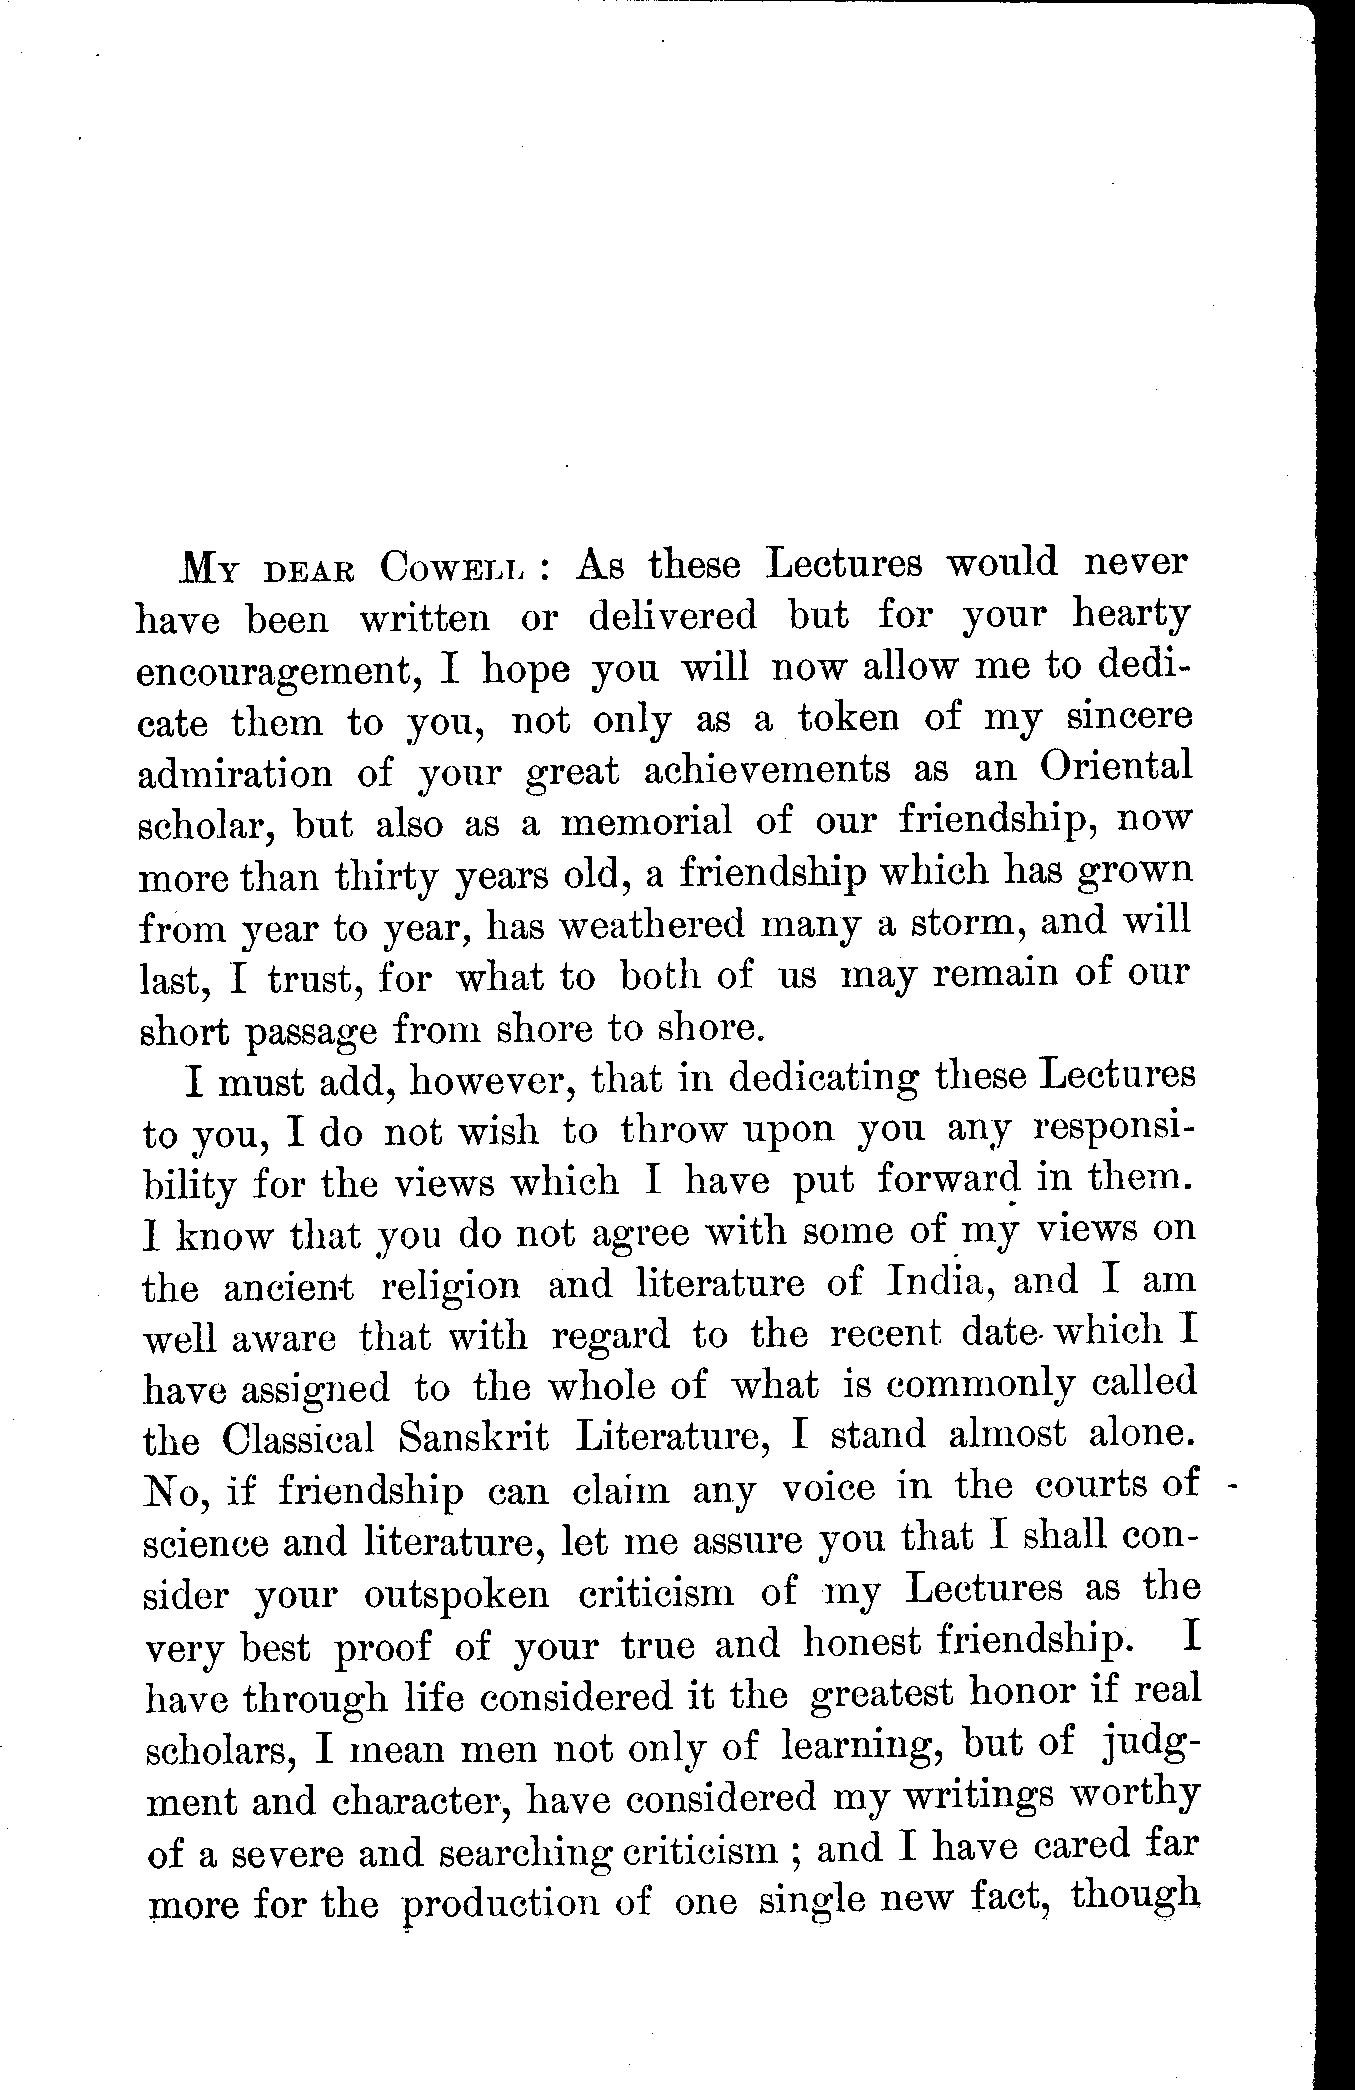 MY DEAR COWELL : As these Lectures would never
have been written or delivered but for your hearty
encouragement, I hope you will now allow me to dedi-
cate them to you, not only as a token of my sincere
admiration of your great achievements as an Oriental
scholar, but also as a memorial of our friendship, now
more than thirty years old, a friendship which has grown
from year to year, has weathered many a storm, and will
last, I trust, for what to both of us may remain of our
short passage from shore to shore.
I must add, however, that in dedicating these Lectures
to you, I do not wish to throw upon you any responsi-
bility for the views which I have put forward in them.
I know that you do not agree with some of my views on
the ancient religion and literature of India, and I am
well aware that with regard to the recent date which I
have assigned to the whole of what is commonly called
the Classical Sanskrit Literature, I stand almost alone.
No, if friendship can claim any voice in the courts of
science and literature, let me assure you that I shall con-
sider your outspoken criticism of my Lectures as the
very best proof of your true and honest friendship. I
have through life considered it the greatest honor if real
scholars, I mean men not only of learning, but of judg-
ment and character, have considered my writings worthy
of a severe and searching criticism ; and I have cared far
more for the production of one single new fact, though